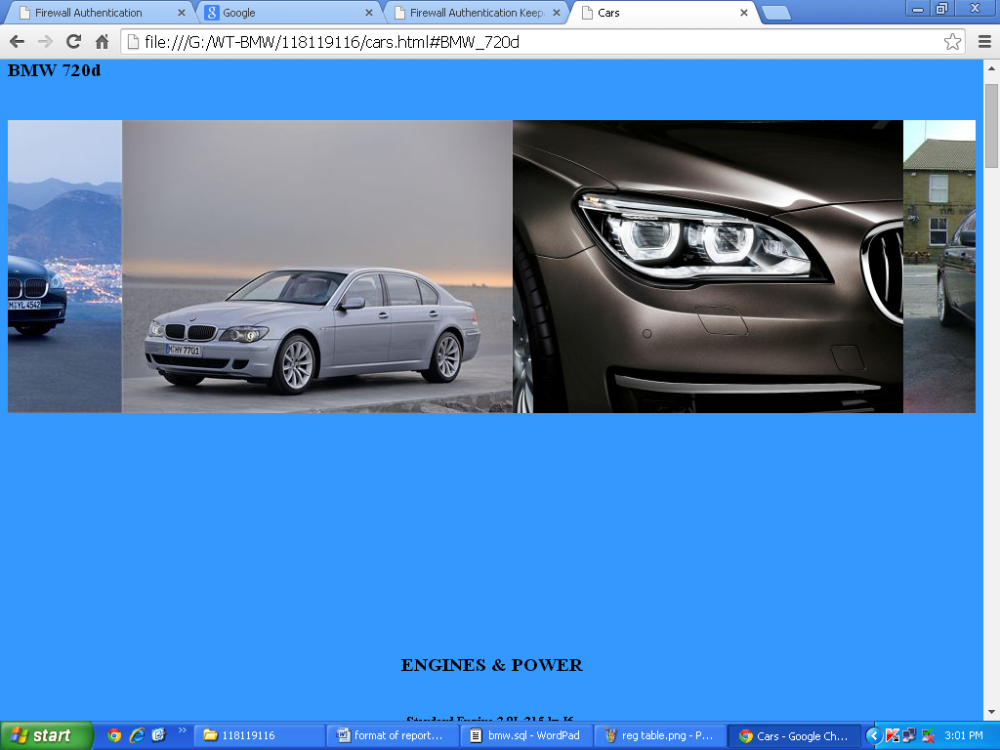 Firewall Authentication
Google
Firewall Authentication Keep
Cars
file:///G:/WT-BMW/118119116/cars.html#BMW_720d
BMW 720d
M·YL 4542
M·HV 7701
ENGINES & POWER
start
118119116
format of report...
bmw.sql - WordPad
reg table.png - P...
Cars - Google Ch...
3:01 PM